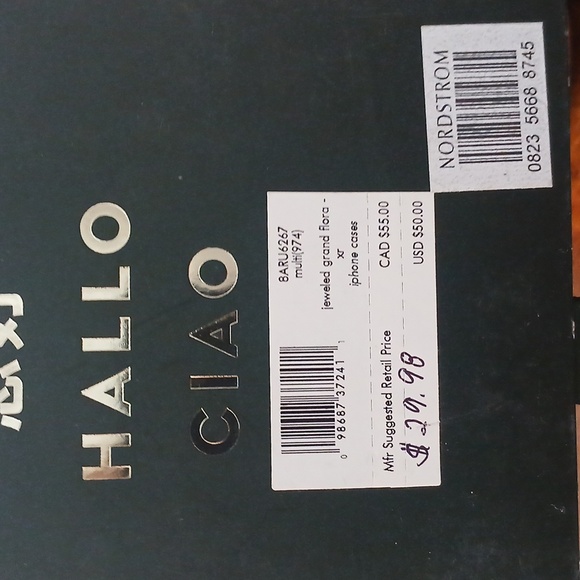 HALLO
CIAO
8ARU6267
multi(974)
jeweled grand flora -
xr
iphone cases
0 98687 37241 1
Mfr Suggested Retail Price
CAD $55.00
USD $50.00
$ 29.98
NORDSTROM
0823 5668 8745